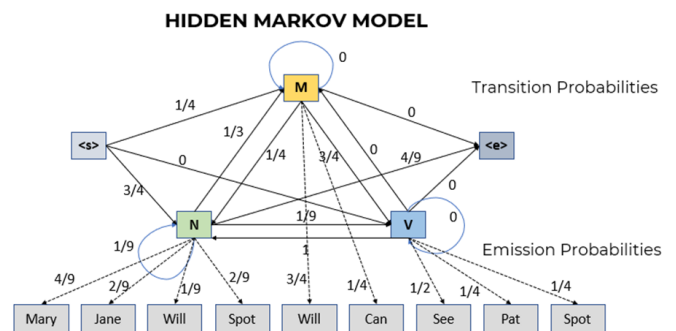 HIDDEN MARKOV MODEL
0
M
Transition Probabilities
1/4
0
1/3
<s>
0
1/4
3/4
0
4/9
<e>
3/4
0
1/9
0
N
V
1/9
1
Emission Probabilities
4/9
2/9
1/9
2/9
3/4
1/4
1/2
1/4
1/4
Mary
Jane
Will
Spot
Will
Can
See
Pat
Spot